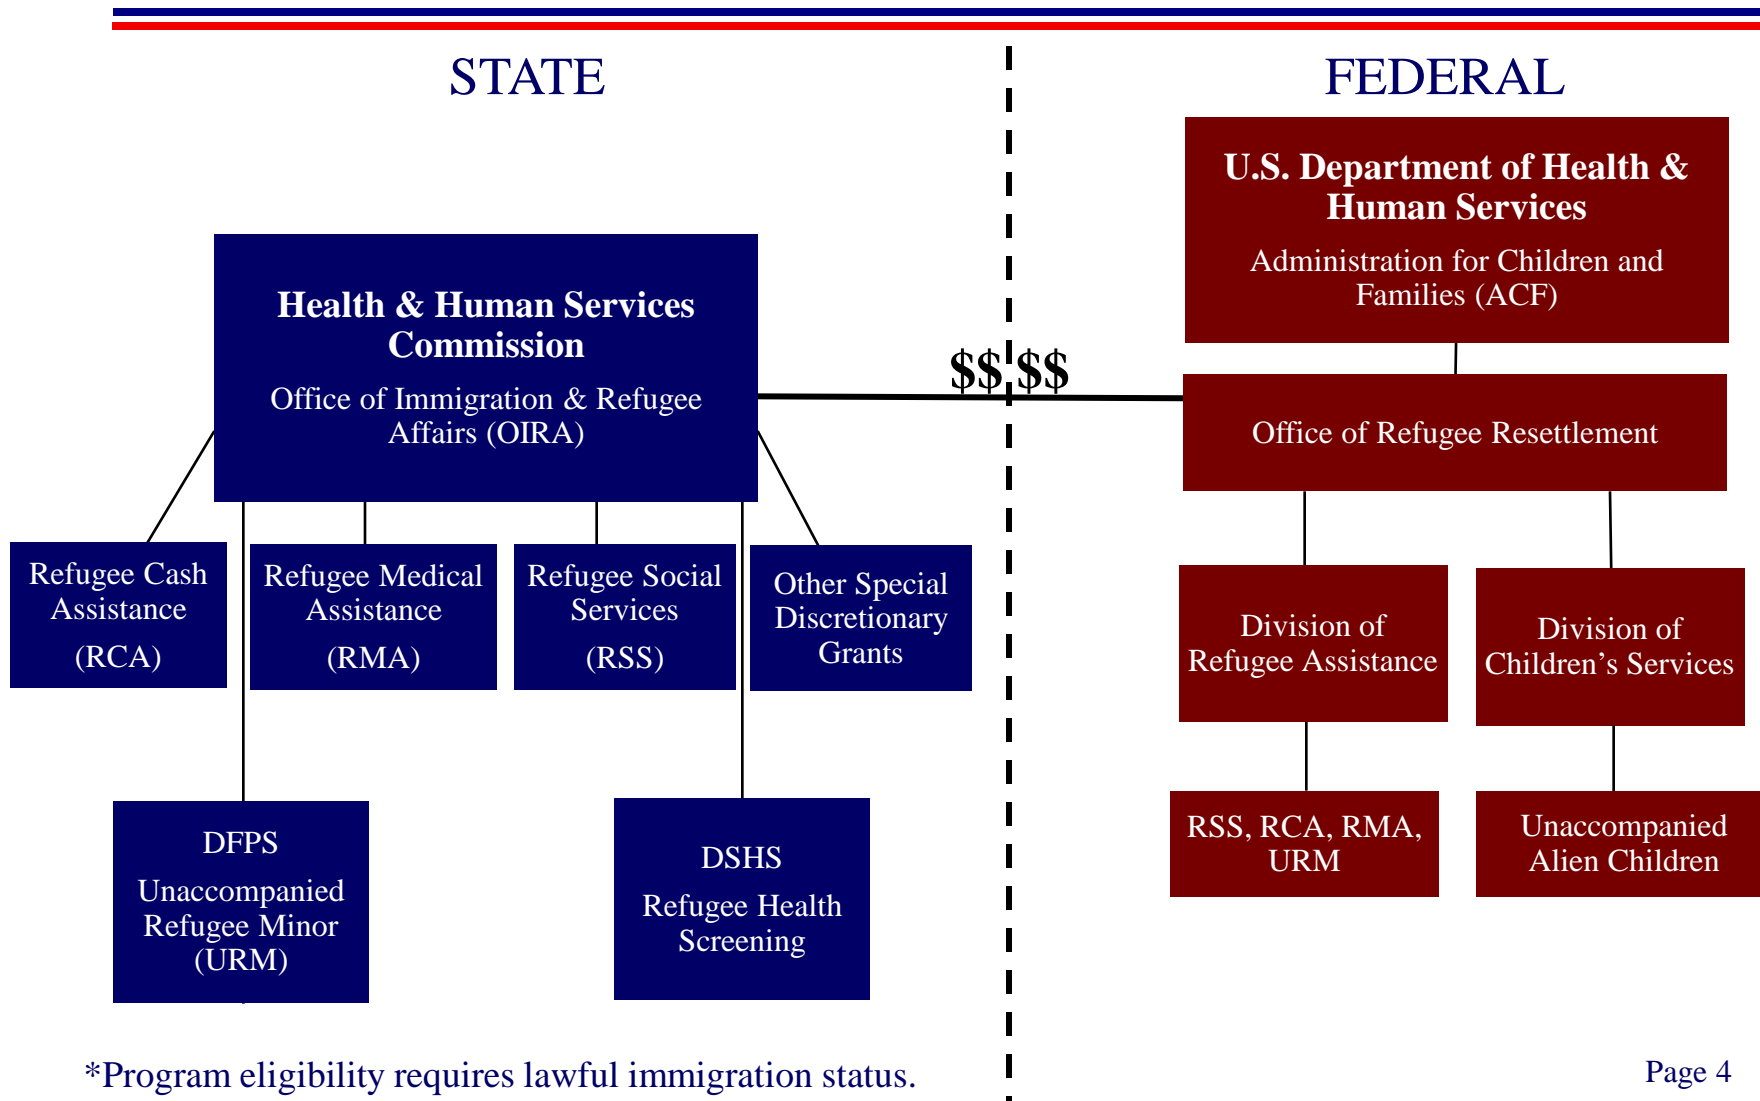 STATE
FEDERAL
U.S. Department of Health &
Human Services
Administration for Children and
Families (ACF)
Health & Human Services
Commission
Office of Immigration & Refugee
Affairs (OIRA)
$$ $$
Office of Refugee Resettlement
Refugee Cash
Assistance
(RCA)
Refugee Medical
Assistance
(RMA)
Refugee Social
Services
(RSS)
Other Special
Discretionary
Grants
Division of
Refugee Assistance
Division of
Children’s Services
DFPS
Unaccompanied
Refugee Minor
(URM)
DSHS
Refugee Health
Screening
RSS, RCA, RMA,
URM
Unaccompanied
Alien Children
*Program eligibility requires lawful immigration status.
Page 4